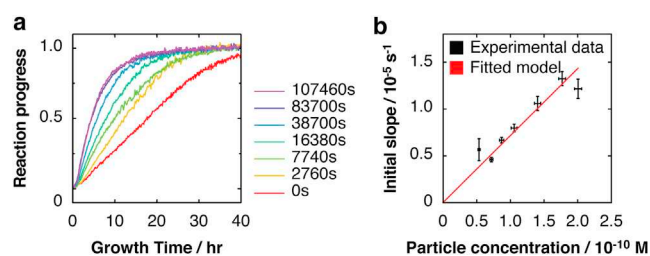 a
Reaction progress
1.0
0.5
0
0
10
20
30
40
Growth Time / hr
107460s
83700s
38700s
16380s
7740s
2760s
0s
b
Initial slope / 10⁻⁵ s⁻¹
Experimental data
Fitted model
1.5
1.0
0.5
0
0
0.5
1.0
1.5
2.0
2.5
Particle concentration / 10⁻¹⁰ M